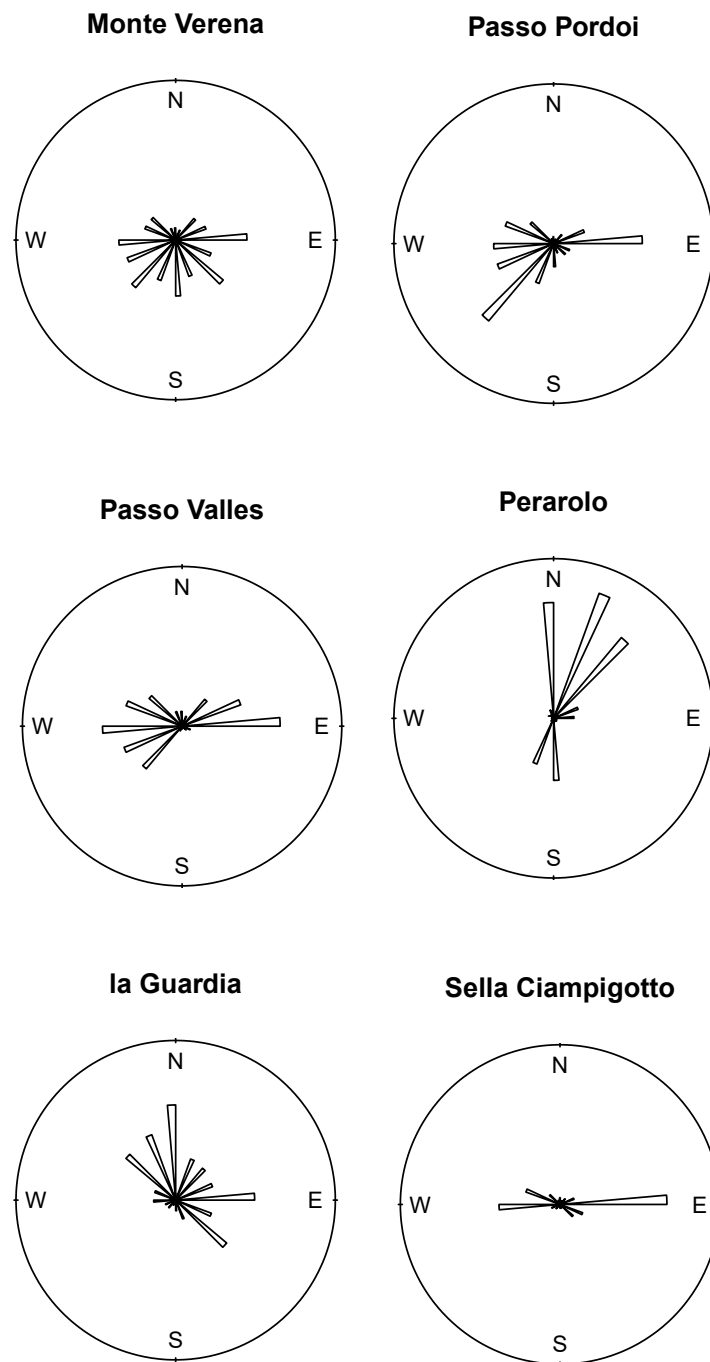 Monte Verena
N
W
E
S
Passo Pordoi
N
W
E
S
Passo Valles
N
W
E
S
Perarolo
N
W
E
S
la Guardia
N
W
E
S
Sella Ciampigotto
N
W
E
S